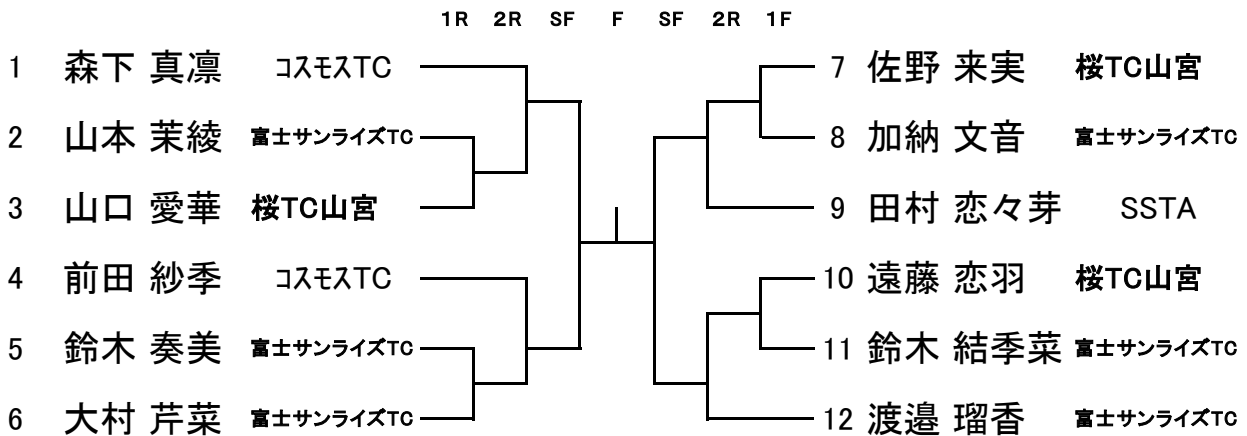 1R 2R SF F SF 2R 1F
1 森下 真凛 コスモスTC 7 佐野 来実 桜TC山宮
2 山本 茉綾 富士サンライズTC 8 加納 文音 富士サンライズTC
3 山口 愛華 桜TC山宮 9 田村 恋々芽 SSTA
4 前田 紗季 コスモスTC 10 遠藤 恋羽 桜TC山宮
5 鈴木 奏美 富士サンライズTC 11 鈴木 結季菜 富士サンライズTC
6 大村 芹菜 富士サンライズTC 12 渡邉 瑠香 富士サンライズTC